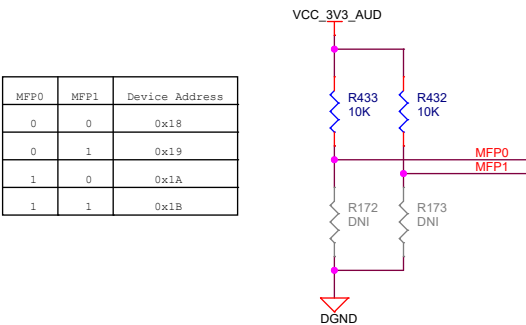 VCC_3V3_AUD
MFP0 MFP1 Device Address
0 0 0x18
0 1 0x19
1 0 0x1A
1 1 0x1B
R433 R432
10K 10K
MFP0
MFP1
R172 R173
DNI DNI
DGND